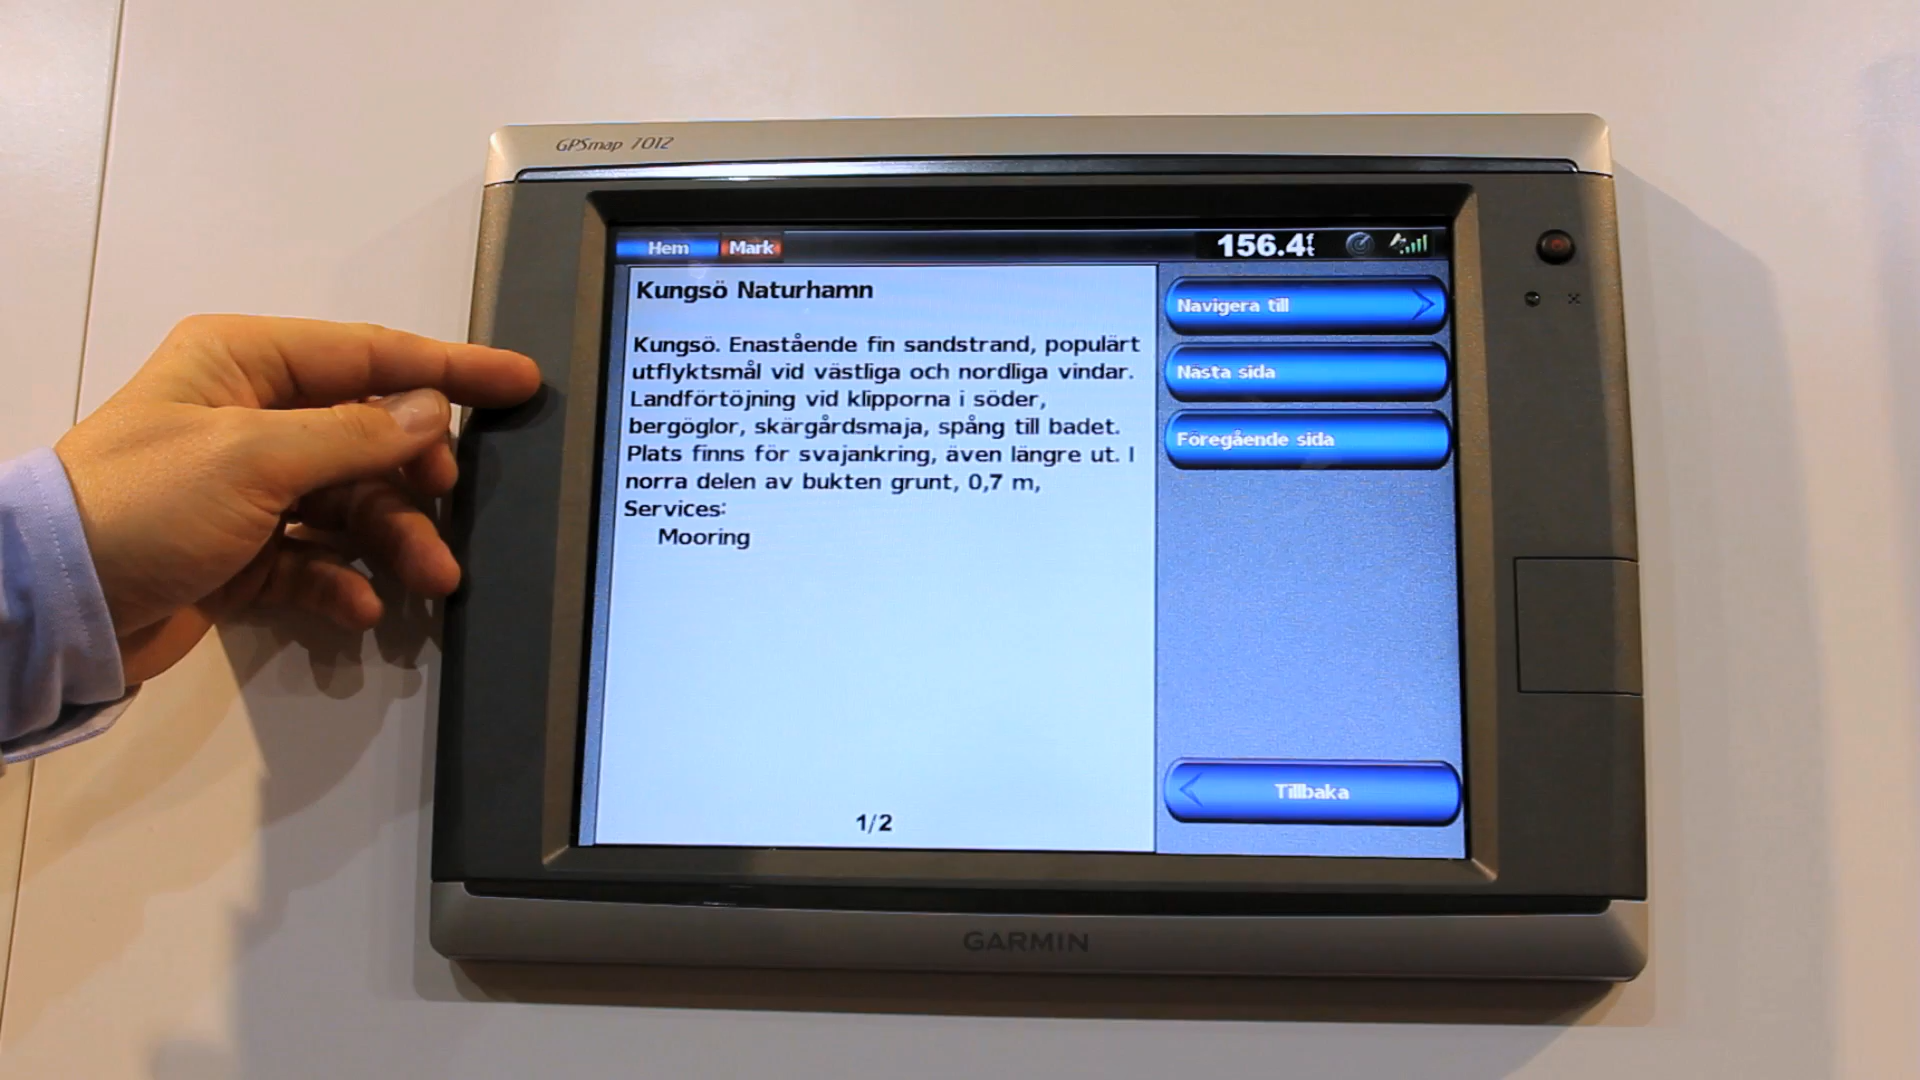 GPSmap 7012
Hem
Mark
156.4ft
Kungsö Naturhamn
Kungsö. Enastående fin sandstrand, populärt
utflyktsmål vid västliga och nordliga vindar.
Landförtöjning vid klipporna i söder,
bergöglor, skärgårdsmaja, spång till badet.
Plats finns för svajankring, även längre ut. I
norra delen av bukten grunt, 0,7 m,
Services:
Mooring
1/2
Navigera till
Nästa sida
Föregående sida
Tillbaka
GARMIN